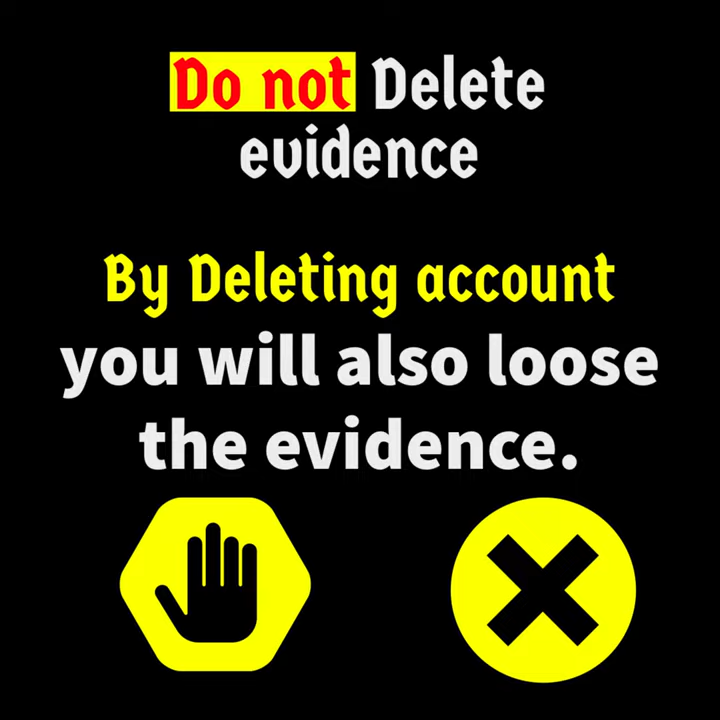 Do not Delete
evidence
By Deleting account
you will also loose
the evidence.